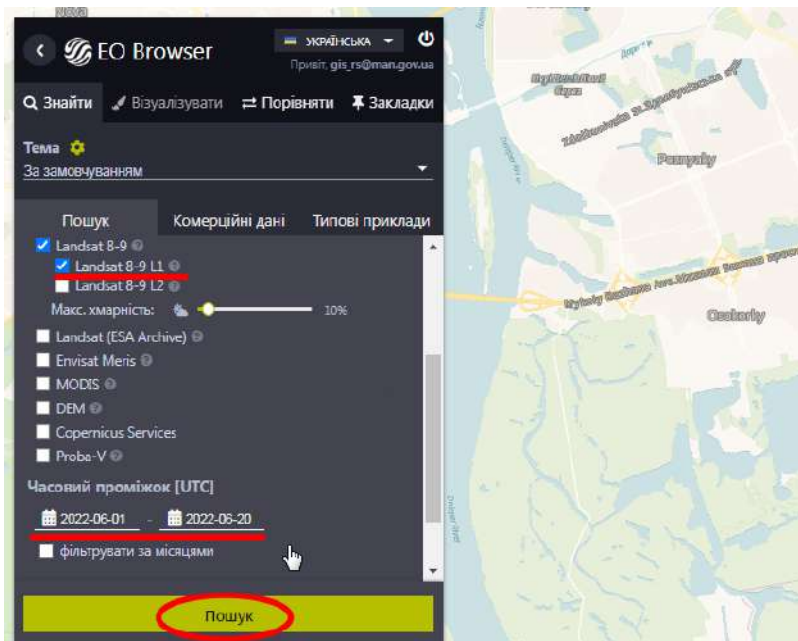 EO Browser
УКРАЇНСЬКА
Привіт, gis_rs@man.gov.ua
Знайти Візуалізувати Порівняти Закладки
Тема
За замовчуванням
Пошук Комерційні дані Типові приклади
Landsat 8-9
Landsat 8-9 L1
Landsat 8-9 L2
Макс. хмарність: 10%
Landsat (ESA Archive)
Envisat Meris
MODIS
DEM
Copernicus Services
Proba-V
Часовий проміжок [UTC]
2022-06-01 - 2022-06-20
фільтрувати за місяцями
Пошук
Poznyaky
Osokorky
Dnieper River